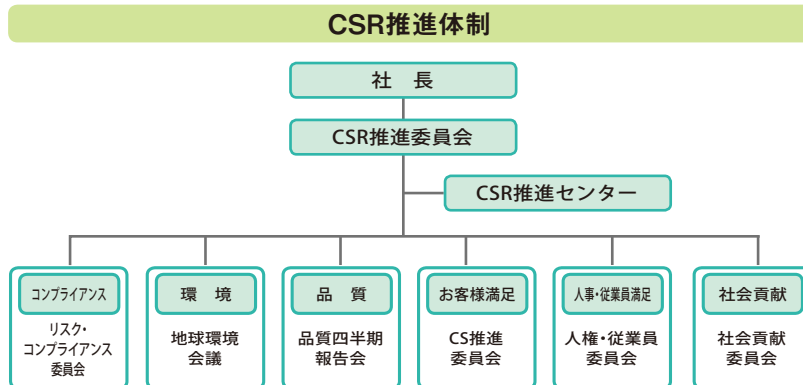 CSR推進体制
社　長
CSR推進委員会
CSR推進センター
コンプライアンス
リスク・
コンプライアンス
委員会
環　境
地球環境
会議
品　質
品質四半期
報告会
お客様満足
CS推進
委員会
人事・従業員満足
人権・従業員
委員会
社会貢献
社会貢献
委員会